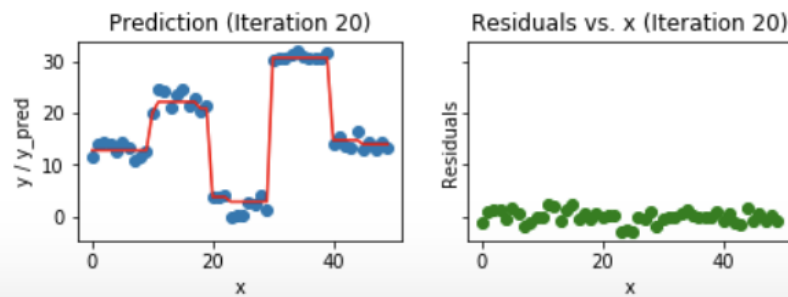 Prediction (Iteration 20)
y / y_pred
30
20
10
0
0
20
40
x
Residuals vs. x (Iteration 20)
Residuals
0
20
40
x